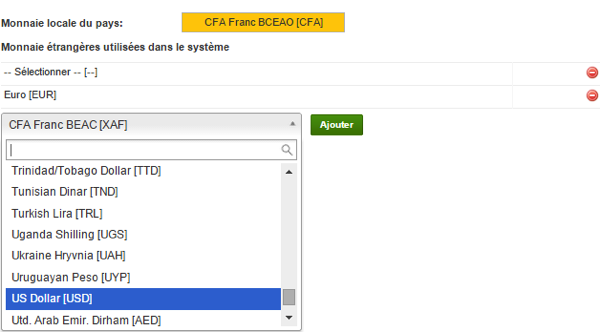 Monnaie locale du pays: CFA Franc BCEAO [CFA]
Monnaie étrangères utilisées dans le système
-- Sélectionner -- [--]
Euro [EUR]
CFA Franc BEAC [XAF] Ajouter
Trinidad/Tobago Dollar [TTD]
Tunisian Dinar [TND]
Turkish Lira [TRL]
Uganda Shilling [UGS]
Ukraine Hryvnia [UAH]
Uruguayan Peso [UYP]
US Dollar [USD]
Utd. Arab Emir. Dirham [AED]